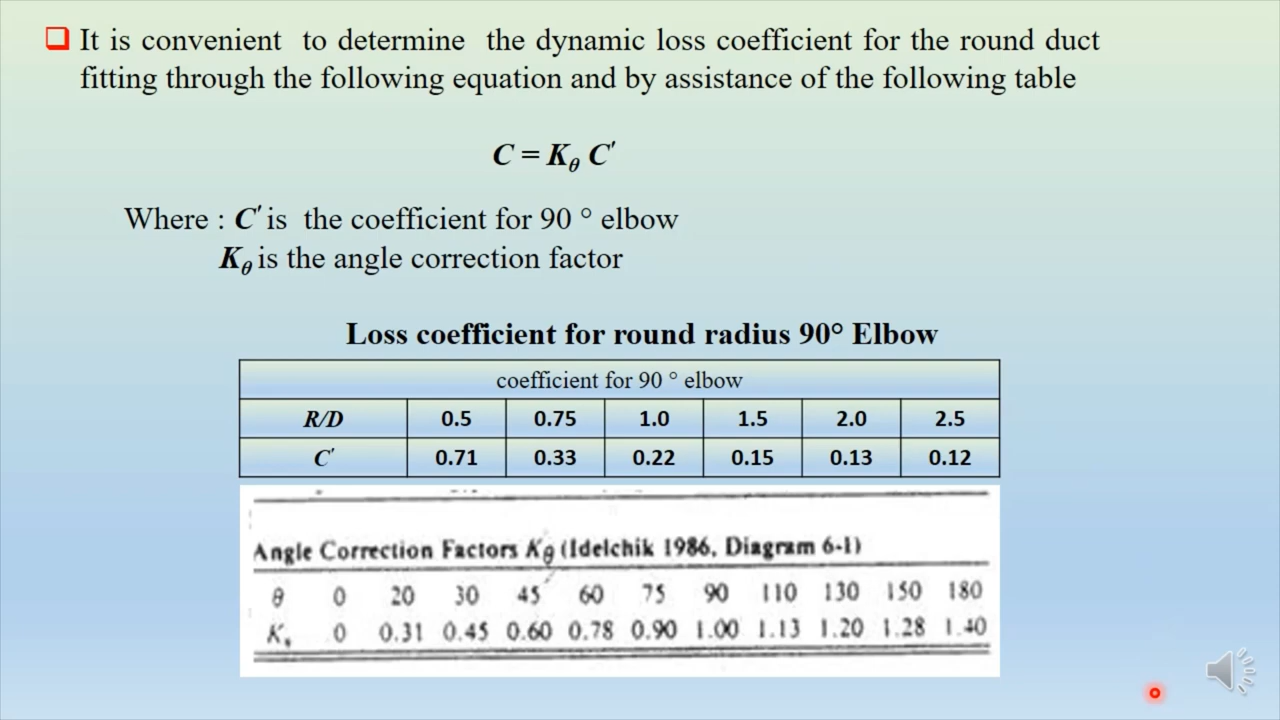 It is convenient to determine the dynamic loss coefficient for the round duct
fitting through the following equation and by assistance of the following table
C = Kθ C′
Where : C′ is the coefficient for 90 ° elbow
Kθ is the angle correction factor
Loss coefficient for round radius 90° Elbow
coefficient for 90 ° elbow
R/D 0.5 0.75 1.0 1.5 2.0 2.5
C′ 0.71 0.33 0.22 0.15 0.13 0.12
Angle Correction Factors Kθ (Idelchik 1986, Diagram 6-1)
θ 0 20 30 45 60 75 90 110 130 150 180
K, 0 0.31 0.45 0.60 0.78 0.90 1.00 1.13 1.20 1.28 1.40